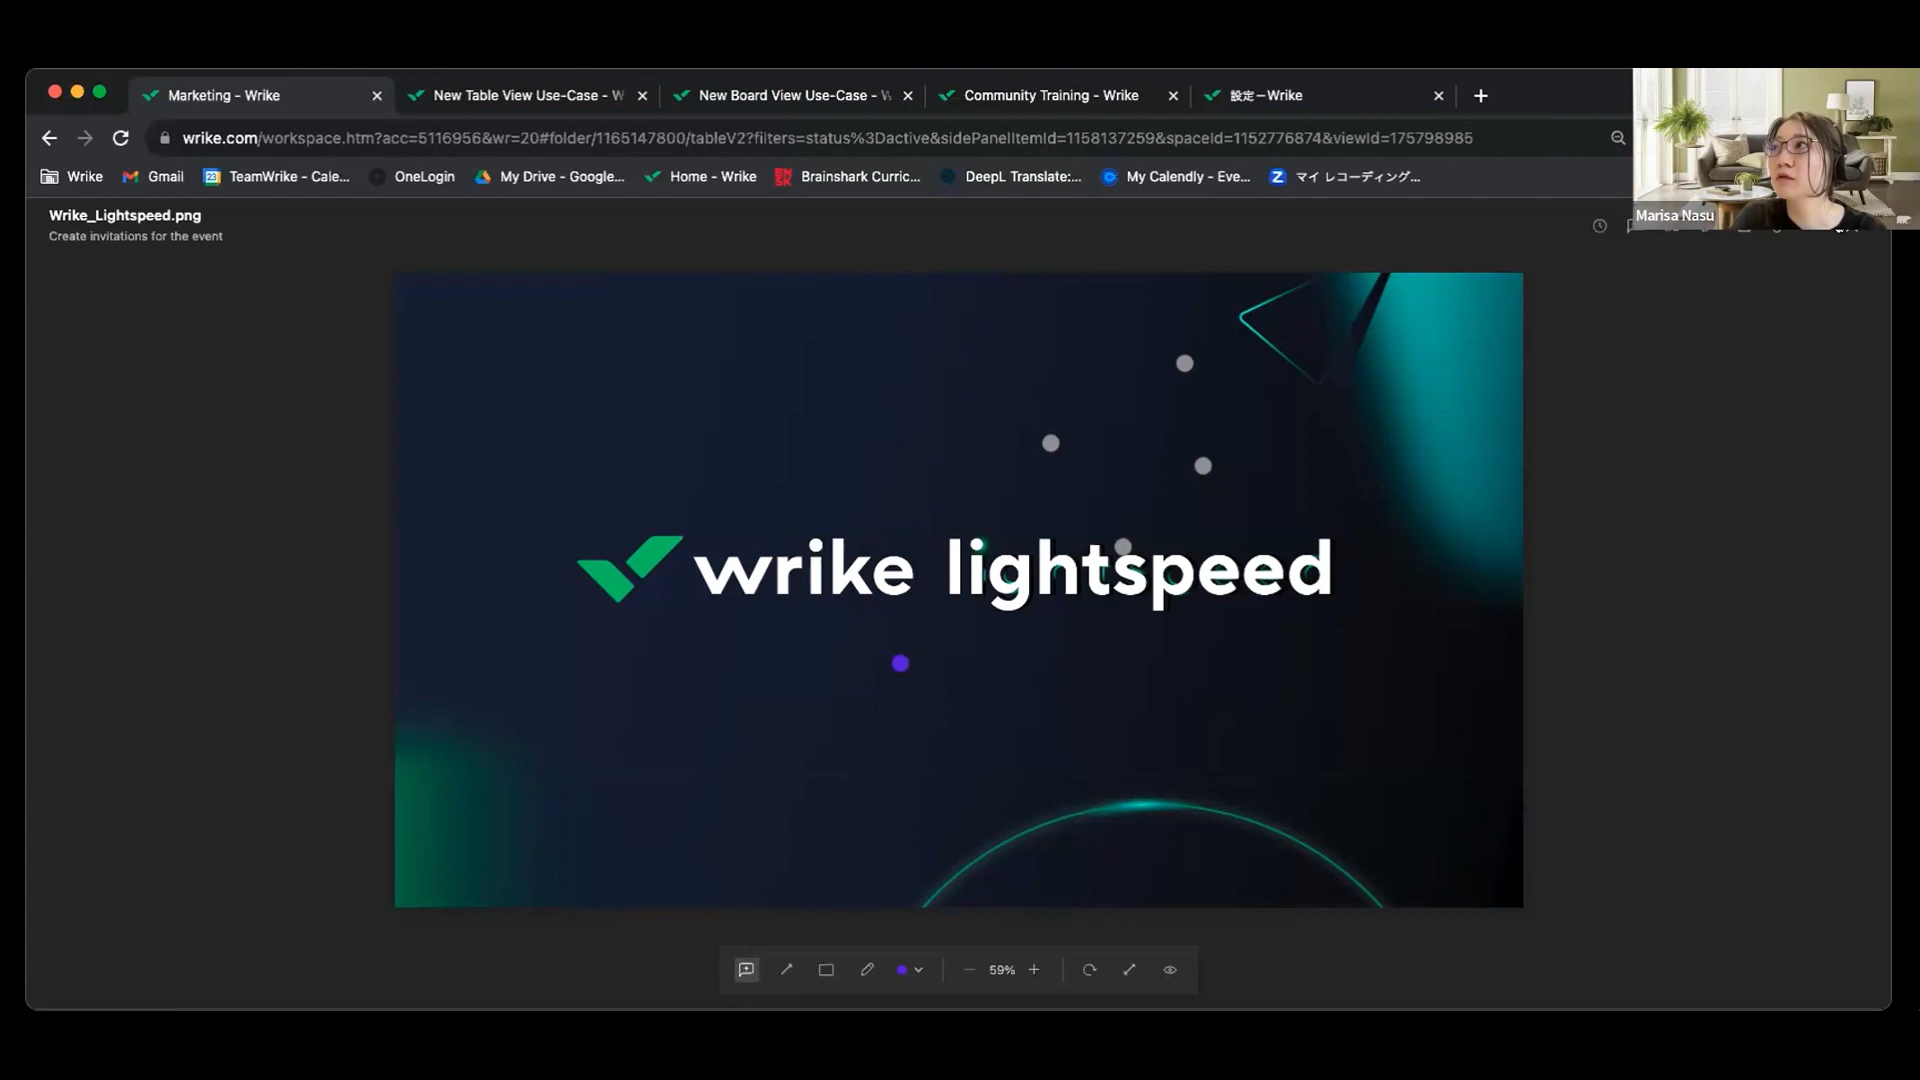 Marketing - Wrike
New Table View Use-Case - W
New Board View Use-Case - W
Community Training - Wrike
設定 – Wrike
wrike.com/workspace.htm?acc=5116956&wr=20#folder/1165147800/tableV2?filters=status%3Dactive&sidePanelItemId=1158137259&spaceId=1152776874&viewId=175798985
Wrike
Gmail
23
TeamWrike - Cale...
OneLogin
My Drive - Google...
Home - Wrike
Brainshark Curric...
DeepL Translate:...
My Calendly - Eve...
Z
マイ レコーディング...
Marisa Nasu
Wrike_Lightspeed.png
Create invitations for the event
wrike lightspeed
59%